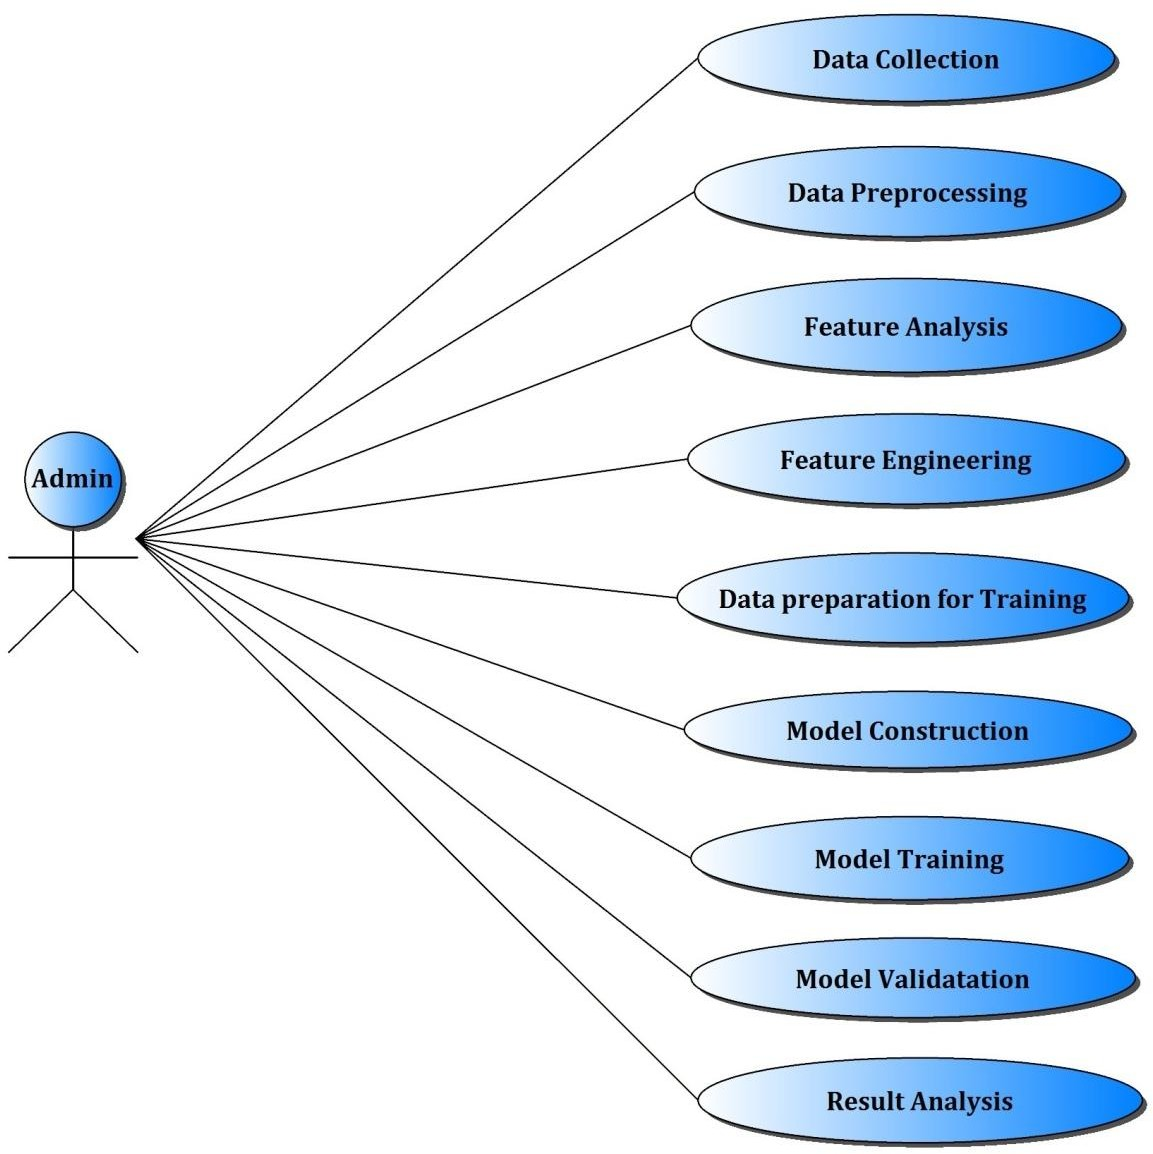 Data Collection
Data Preprocessing
Feature Analysis
Feature Engineering
Admin
Data preparation for Training
Model Construction
Model Training
Model Validatation
Result Analysis